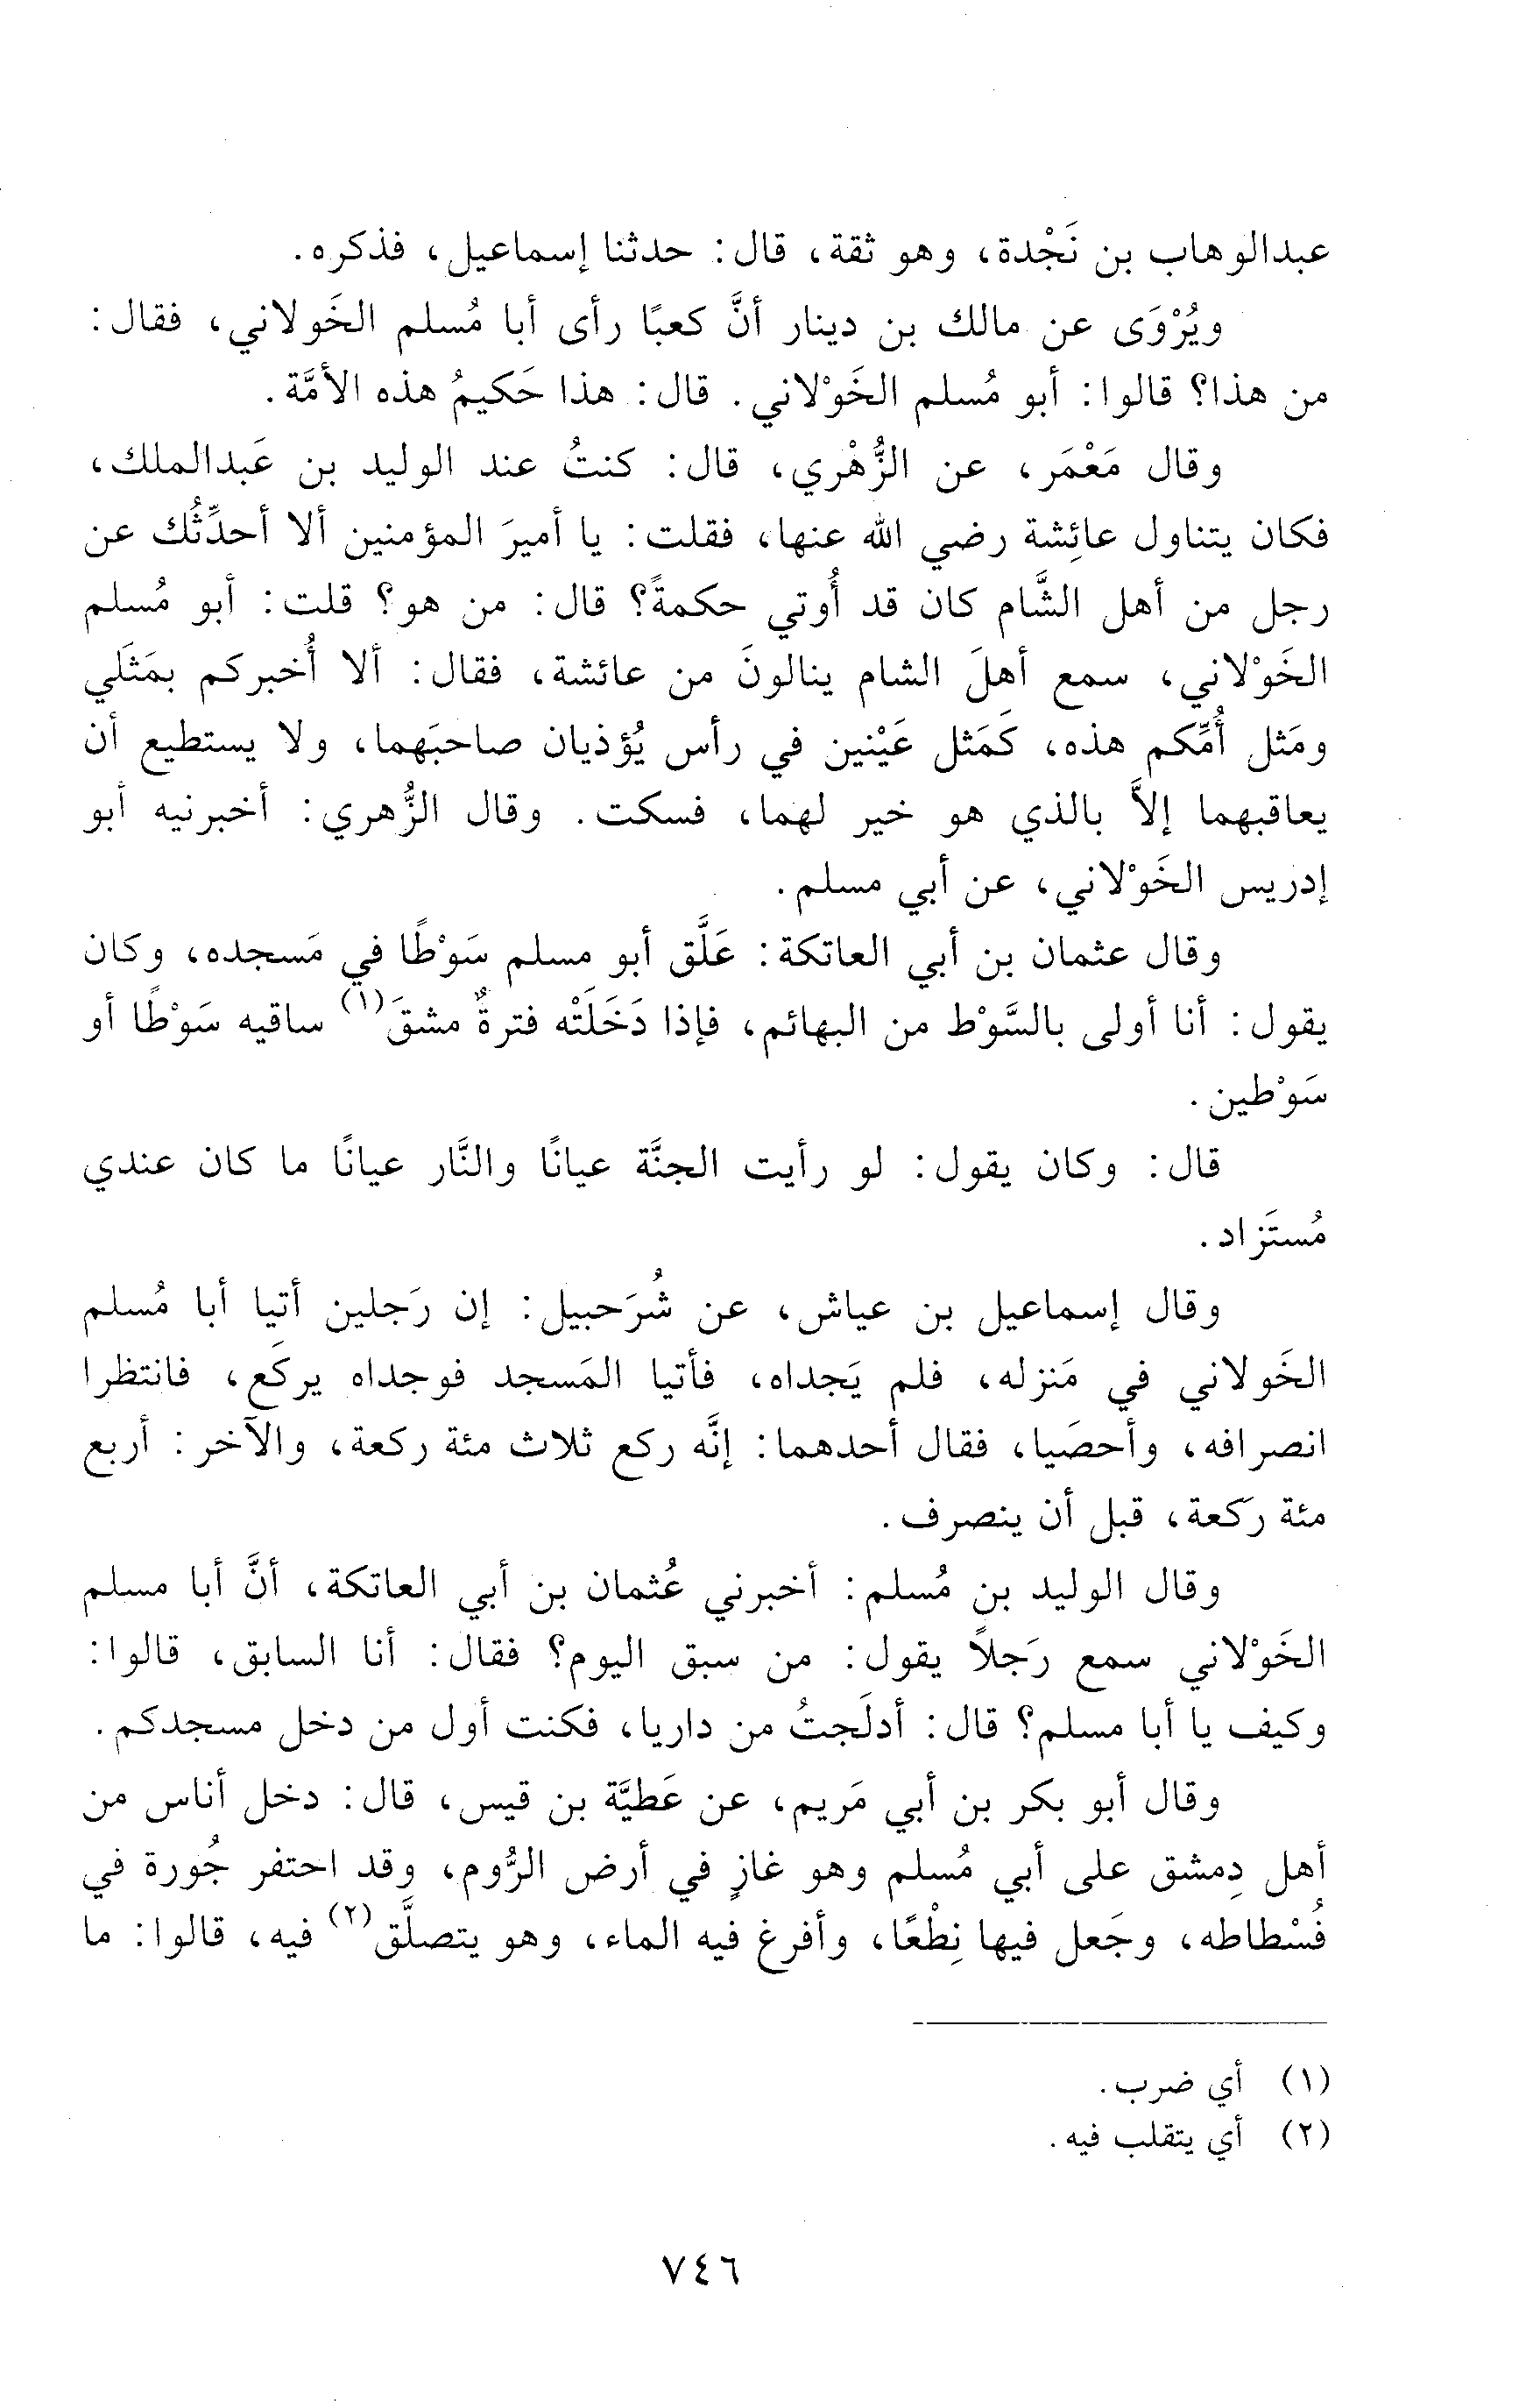 عبدالوهاب بن نَجْدة، وهو ثقة، قال: حدثنا إسماعيل، فذكره.
ويُرْوَى عن مالك بن دينار أنَّ كعبًا رأى أبا مُسلم الخَولاني، فقال:
من هذا؟ قالوا: أبو مُسلم الخَوْلاني. قال: هذا حَكيمُ هذه الأمَّة.
وقال مَعْمَر، عن الزُّهْري، قال: كنتُ عند الوليد بن عَبدالملك،
فكان يتناول عائِشة رضي الله عنها، فقلت: يا أميرَ المؤمنين ألا أحدِّثُك عن
رجل من أهل الشَّام كان قد أُوتي حكمةً؟ قال: من هو؟ قلت: أبو مُسلم
الخَوْلاني، سمع أهلَ الشام ينالونَ من عائشة، فقال: ألا أُخبركم بمَثَلي
ومَثل أُمِّكم هذه، كَمَثل عَيْنين في رأس يُؤذيان صاحبَهما، ولا يستطيع أن
يعاقبهما إلاَّ بالذي هو خير لهما، فسكت. وقال الزُّهري: أخبرنيه أبو
إدريس الخَوْلاني، عن أبي مسلم.
وقال عثمان بن أبي العاتكة: عَلَّق أبو مسلم سَوْطًا في مَسجده، وكان
يقول: أنا أولى بالسَّوْط من البهائم، فإذا دَخَلَتْه فترةٌ مشقَ(١) ساقيه سَوْطًا أو
سَوْطين.
قال: وكان يقول: لو رأيت الجنَّة عيانًا والنَّار عيانًا ما كان عندي
مُستَزاد.
وقال إسماعيل بن عياش، عن شُرَحبيل: إن رَجلين أتَيا أبا مُسلم
الخَولاني في مَنزله، فلم يَجداه، فأتيا المَسجد فوجداه يركَع، فانتظرا
انصرافه، وأحصَيا، فقال أحدهما: إنَّه ركع ثلاث مئة ركعة، والآخر: أربع
مئة ركَعة، قبل أن ينصرف.
وقال الوليد بن مُسلم: أخبرني عُثمان بن أبي العاتكة، أنَّ أبا مسلم
الخَوْلاني سمع رَجلاً يقول: من سبق اليوم؟ فقال: أنا السابق، قالوا:
وكيف يا أبا مسلم؟ قال: أدلَجتُ من داريا، فكنت أول من دخل مسجدكم.
وقال أبو بكر بن أبي مَريم، عن عَطيَّة بن قيس، قال: دخل أناس من
أهل دِمشق على أبي مُسلم وهو غازٍ في أرض الرُّوم، وقد احتفر جُورة في
فُسْطاطه، وجَعل فيها نِطْعًا، وأفرغ فيه الماء، وهو يتصلَّق(٢) فيه، قالوا: ما
(١) أي ضرب.
(٢) أي يتقلب فيه.
٧٤٦